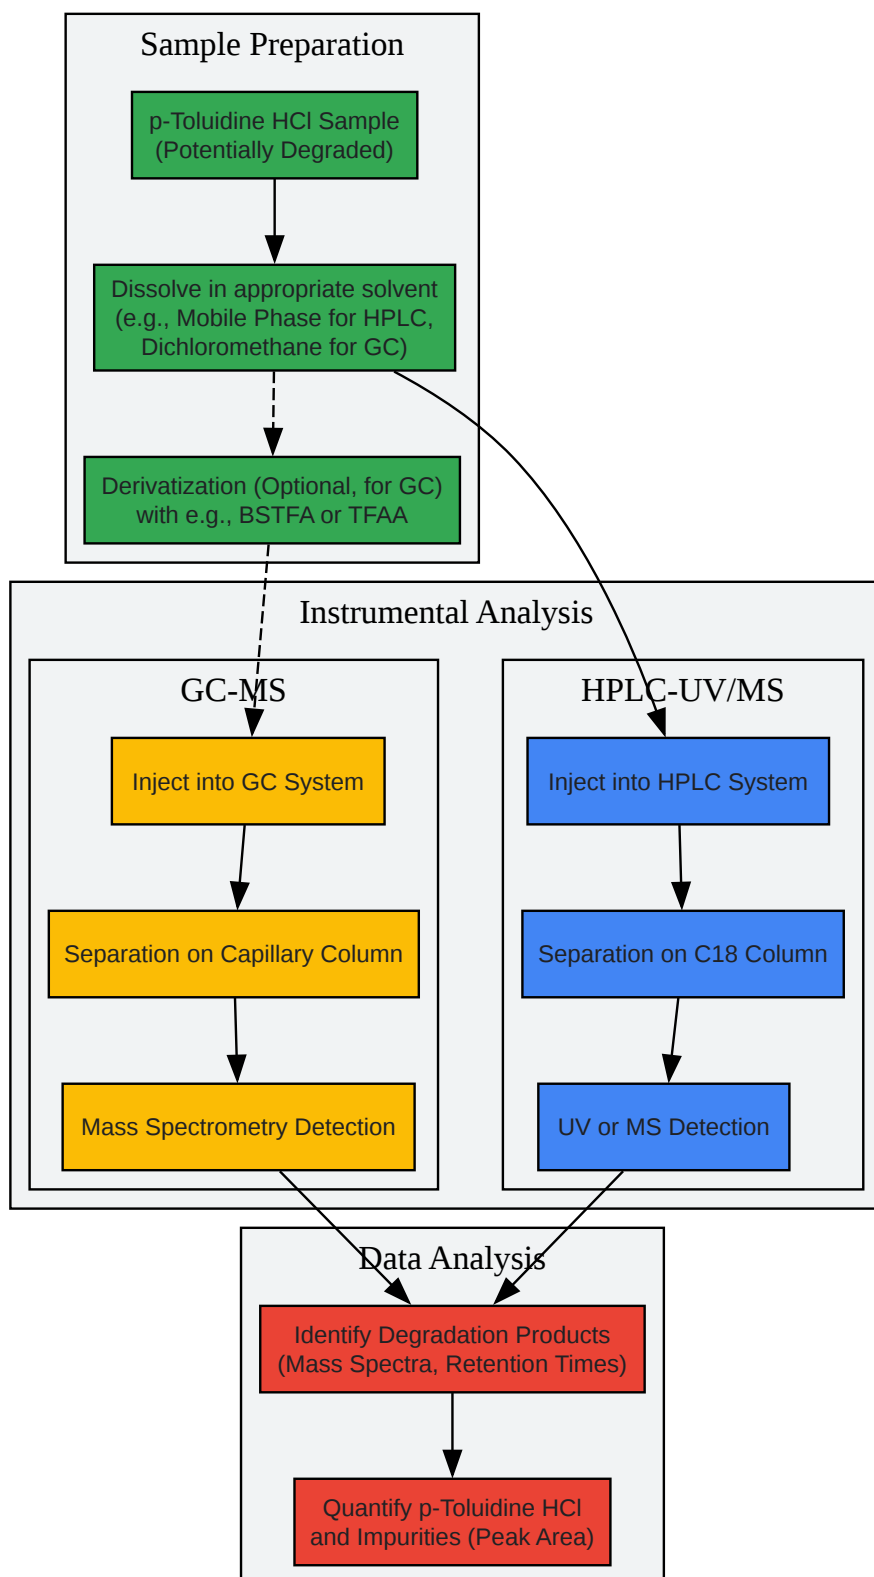 Sample Preparation
p-Toluidine HCl Sample
(Potentially Degraded)
Dissolve in appropriate solvent
(e.g., Mobile Phase for HPLC,
Dichloromethane for GC)
Derivatization (Optional, for GC)
with e.g., BSTFA or TFAA
Instrumental Analysis
GC-MS
Inject into GC System
Separation on Capillary Column
Mass Spectrometry Detection
HPLC-UV/MS
Inject into HPLC System
Separation on C18 Column
UV or MS Detection
Data Analysis
Identify Degradation Products
(Mass Spectra, Retention Times)
Quantify p-Toluidine HCl
and Impurities (Peak Area)